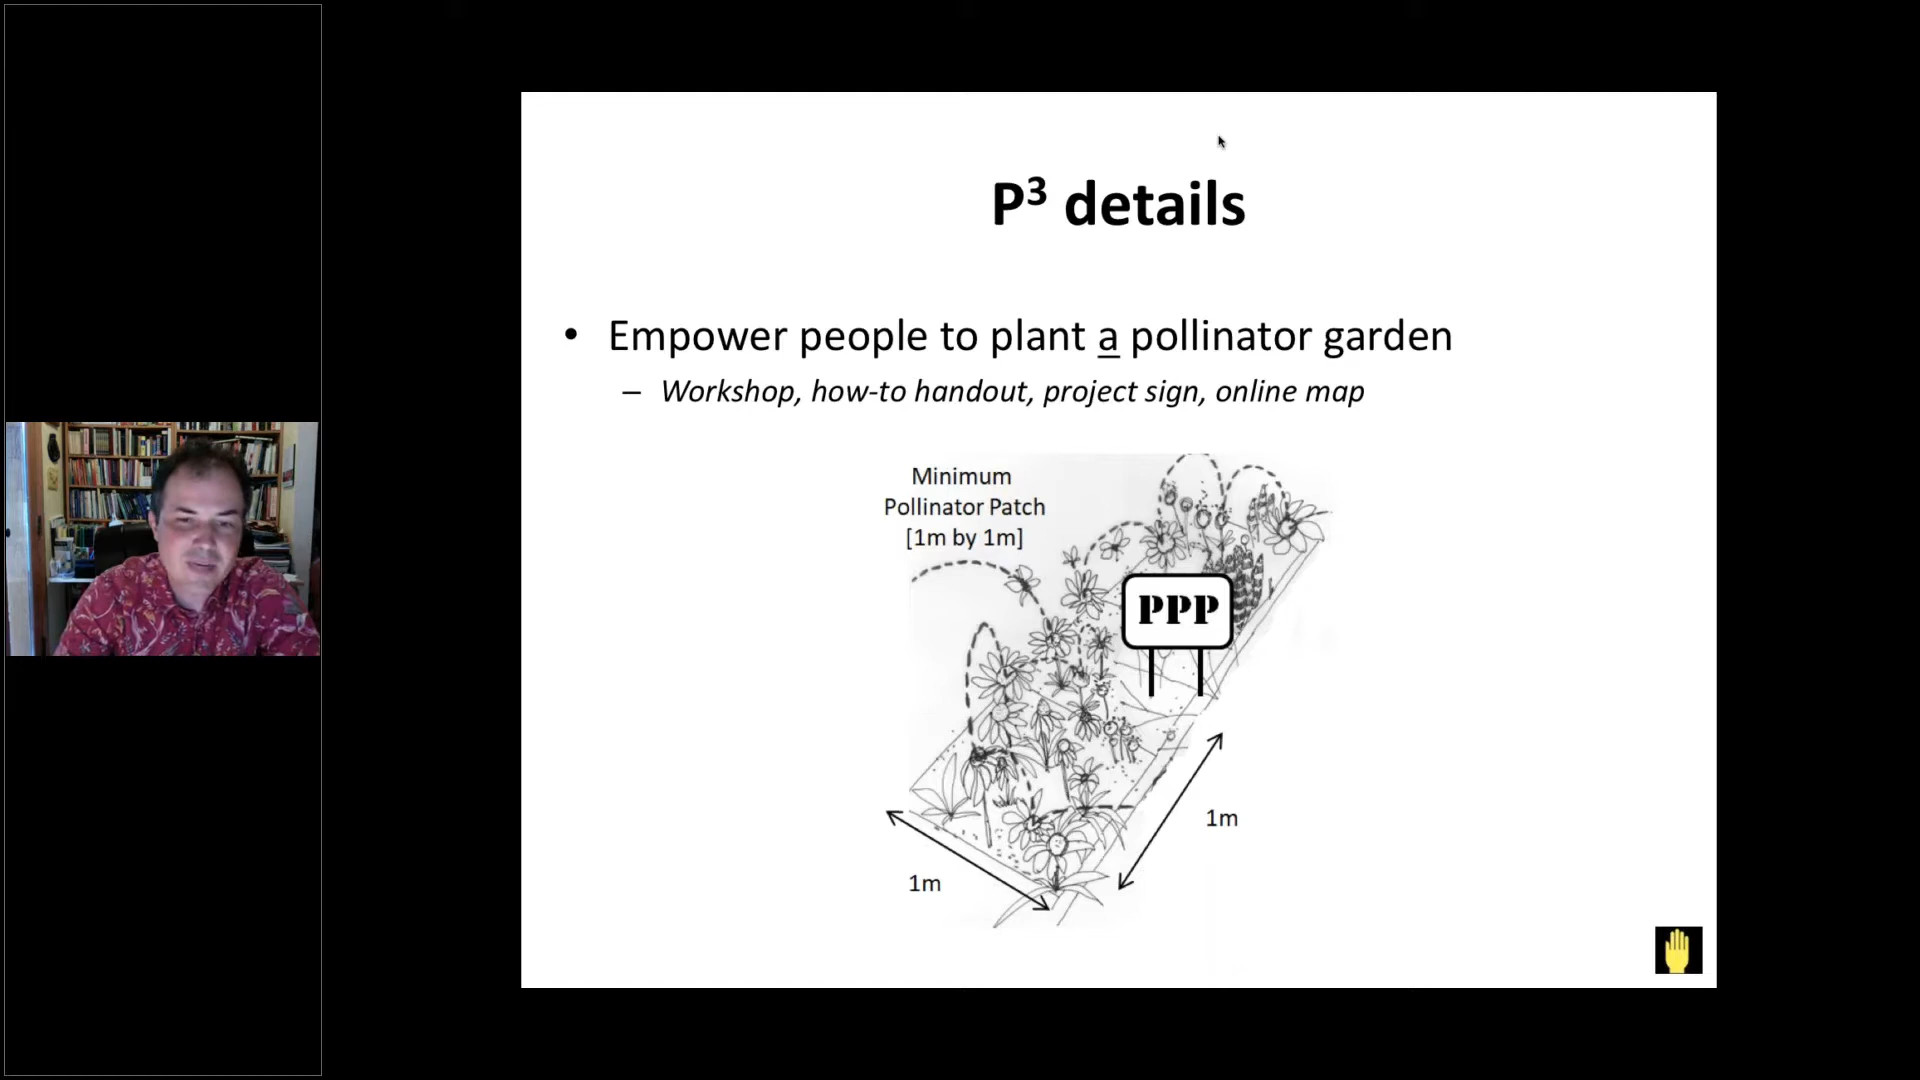 P³ details
• Empower people to plant a pollinator garden
– Workshop, how-to handout, project sign, online map
Minimum
Pollinator Patch
[1m by 1m]
PPP
1m
1m